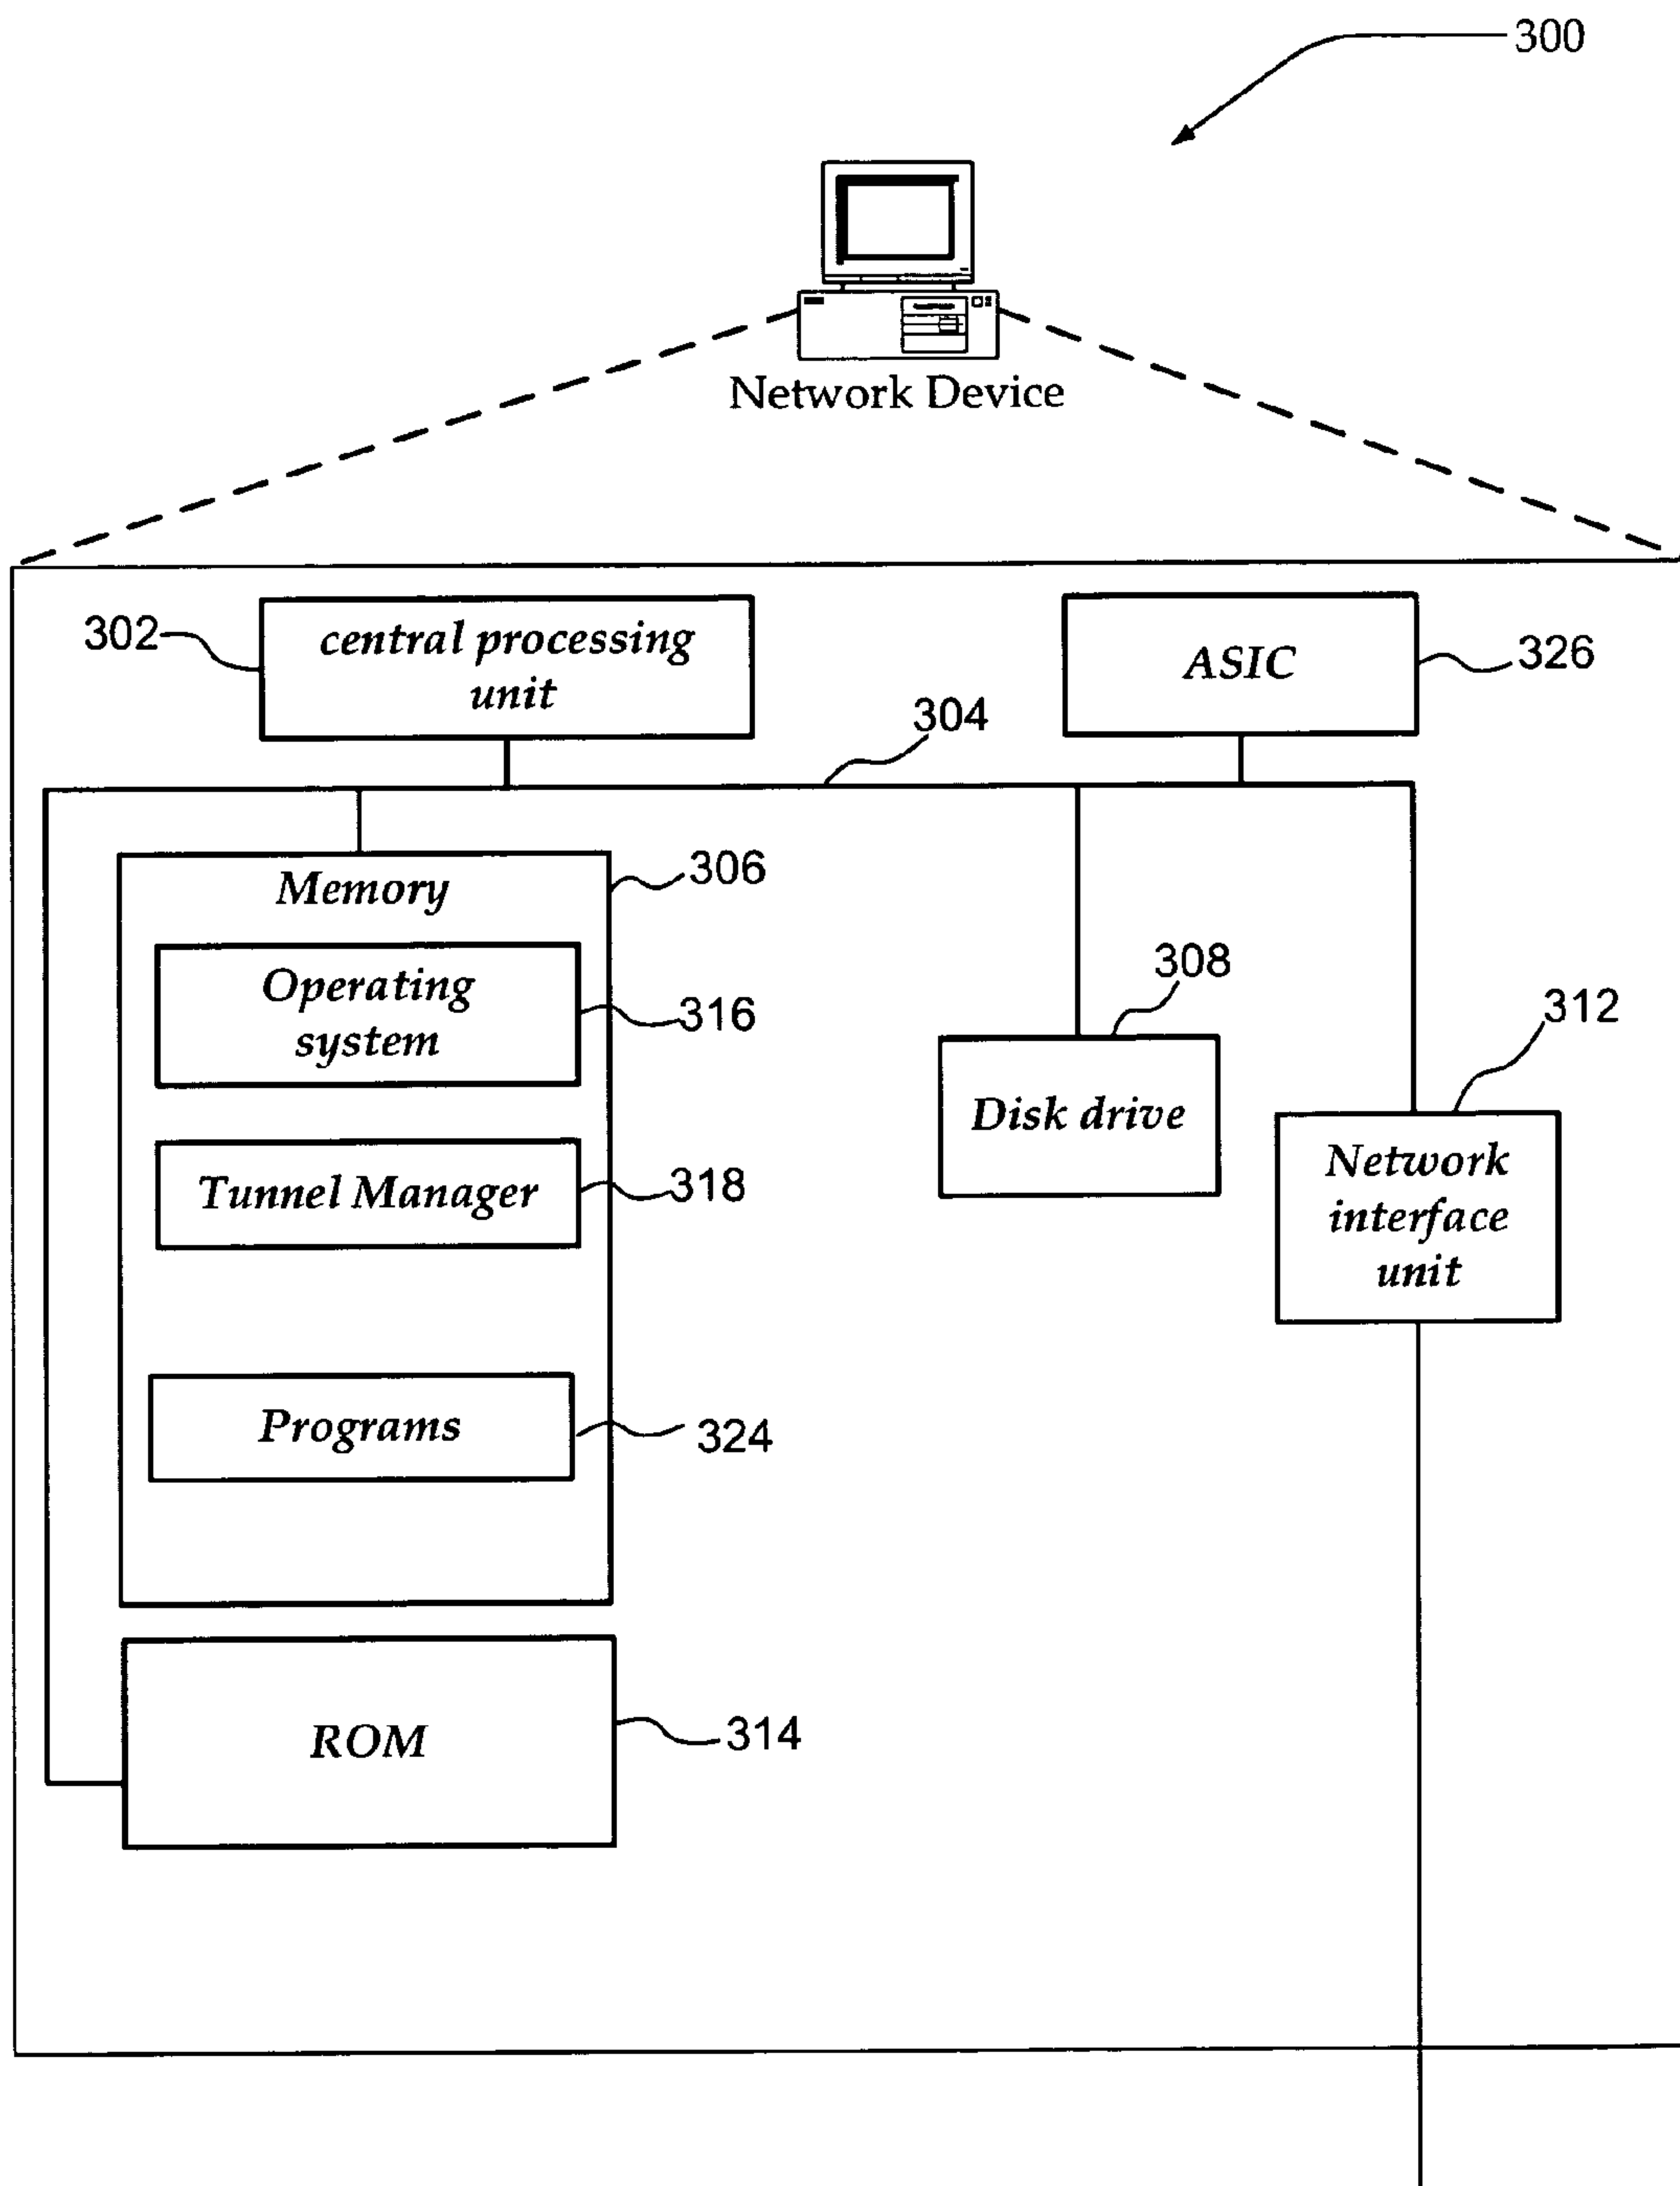 300
Network Device
302
central processing
unit
ASIC
326
304
Memory
306
Operating
system
316
308
312
Disk drive
Tunnel Manager
318
Network
interface
unit
Programs
324
ROM
314